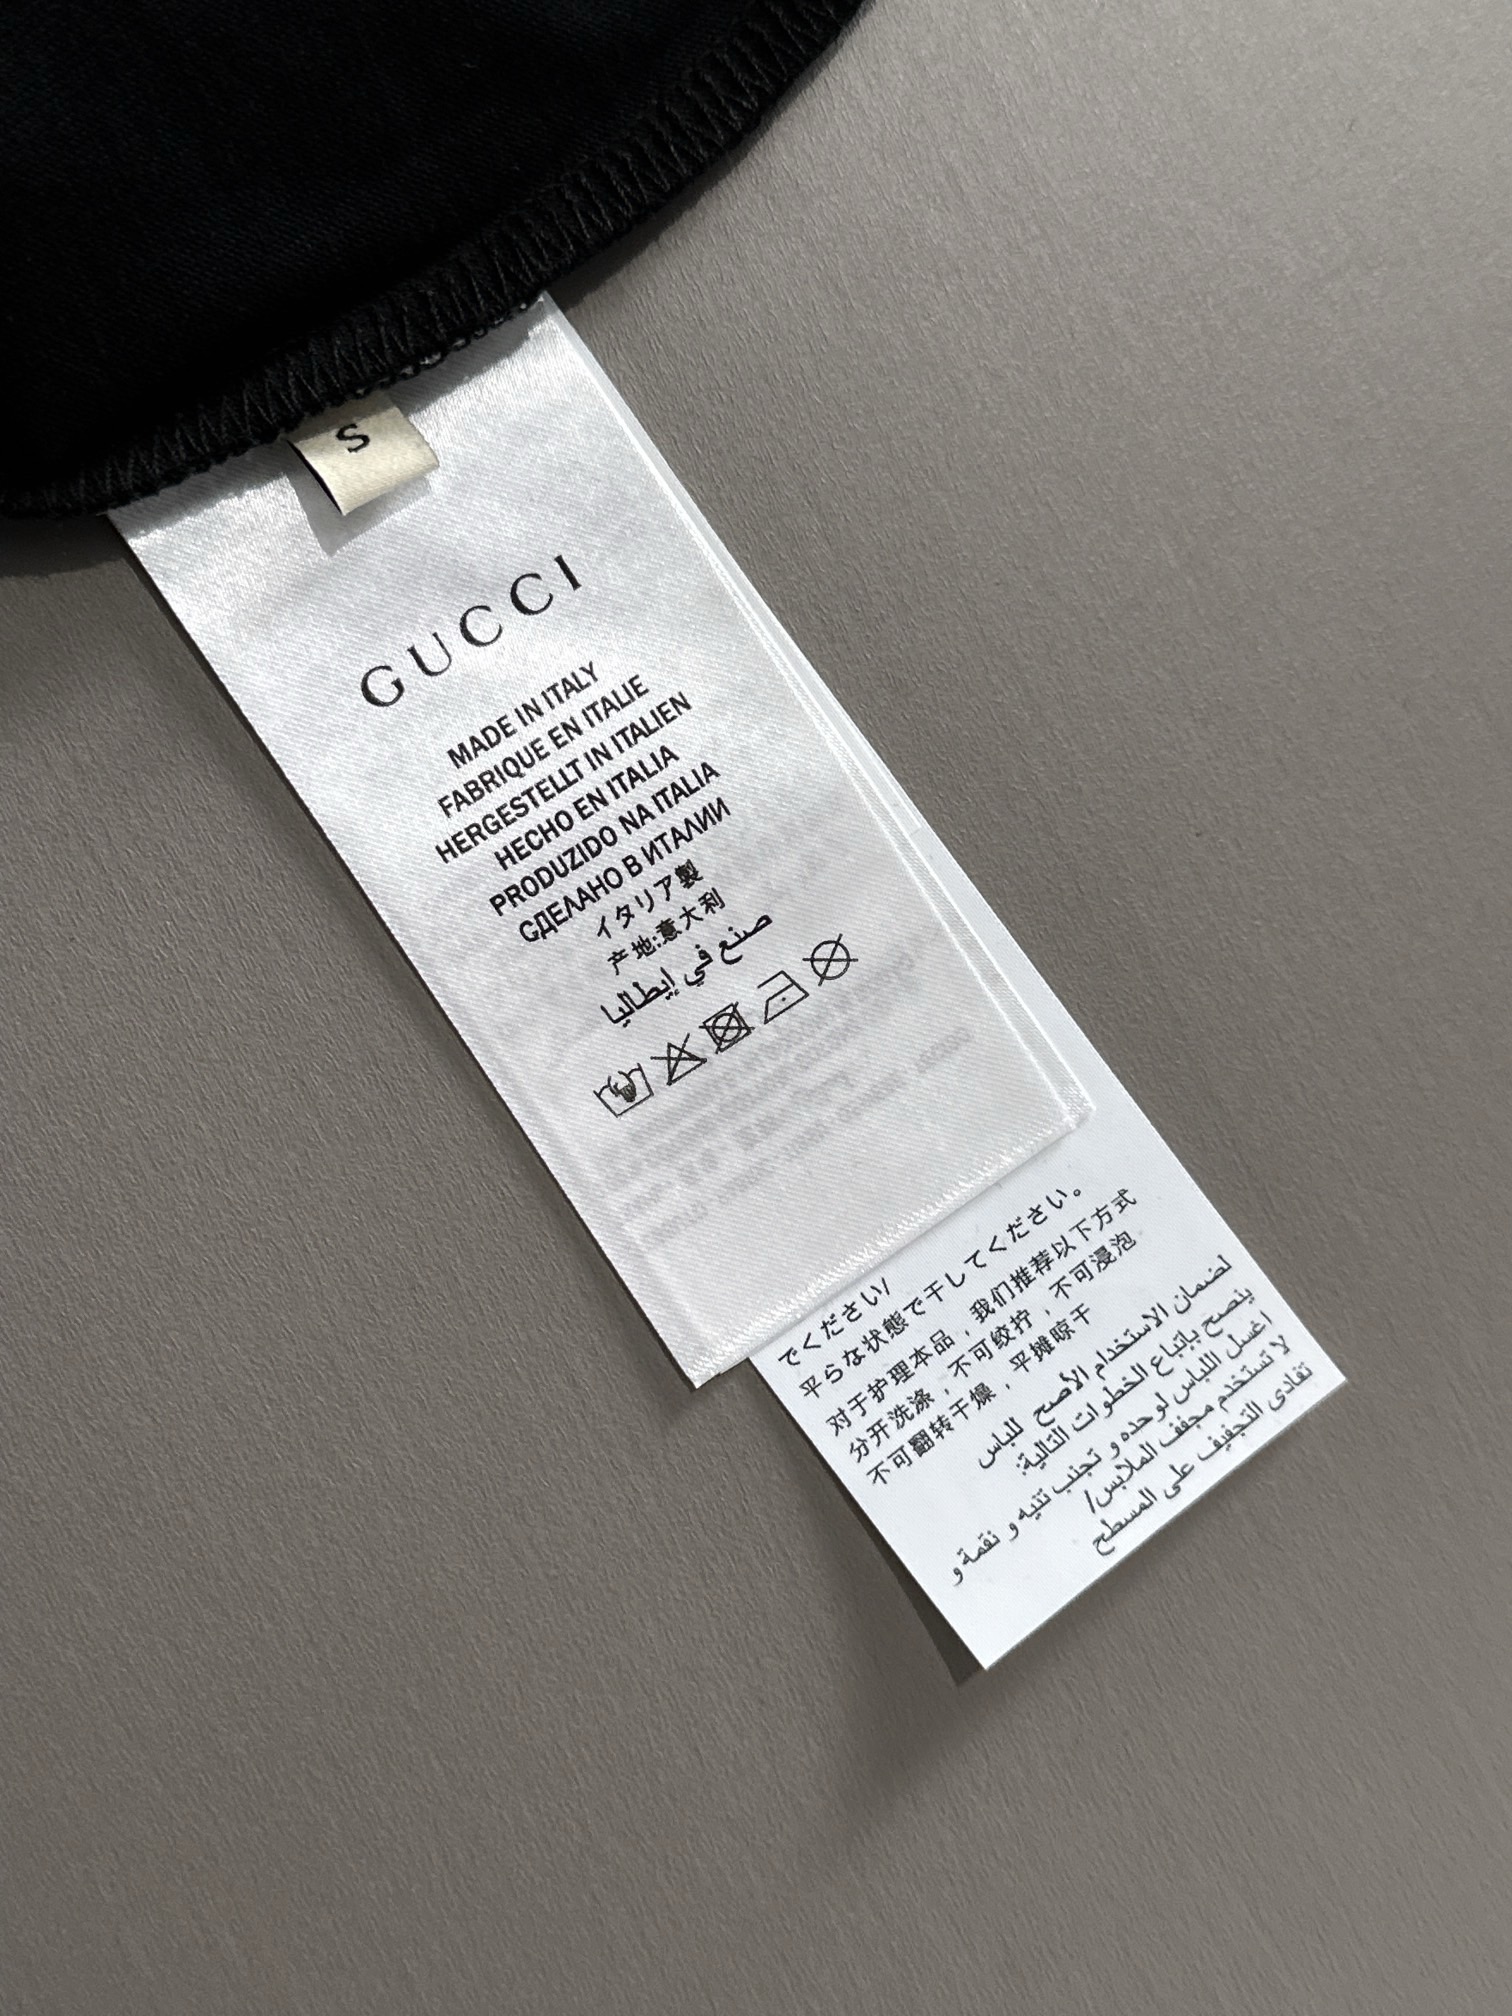 S
GUCCI
MADE IN ITALY
FABRIQUE EN ITALIE
HERGESTELLT IN ITALIEN
HECHO EN ITALIA
PRODUZIDO NA ITALIA
СДЕЛАНО В ИТАЛИИ
イタリア製
产地:意大利
صنع في إيطاليا
でください/
平らな状態で干してください。
对于护理本品，我们推荐以下方式
分开洗涤，不可绞拧，不可浸泡
不可翻转干燥，平摊晾干
لضمان الاستخدام الأصح للباس
ينصح بإتباع الخطوات التالية:
اغسل اللباس لوحده و تجنب تنيه و نقمة و
لا تستخدم مجفف الملابس/
تفادى التجفيف على المسطح